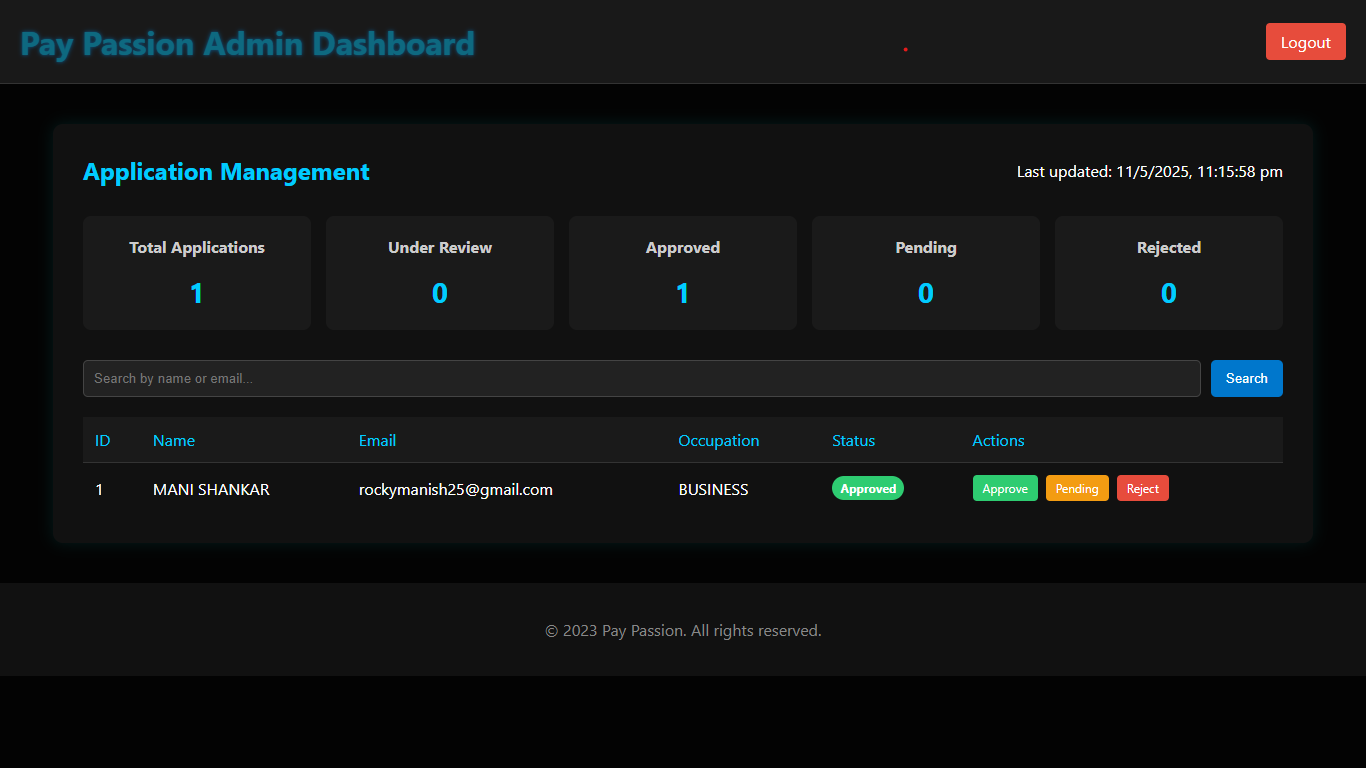 Pay Passion Admin Dashboard
Logout
Application Management
Last updated: 11/5/2025, 11:15:58 pm
Total Applications
1
Under Review
0
Approved
1
Pending
0
Rejected
0
Search by name or email...
Search
ID Name Email Occupation Status Actions
1 MANI SHANKAR rockymanish25@gmail.com BUSINESS Approved Approve Pending Reject
© 2023 Pay Passion. All rights reserved.